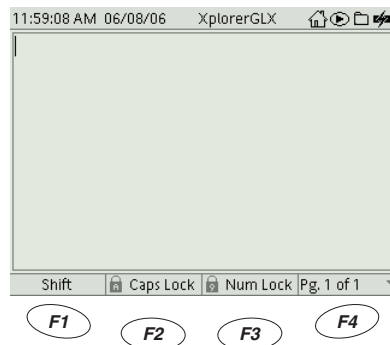 11:59:08 AM 06/08/06 XplorerGLX
Shift Caps Lock Num Lock Pg. 1 of 1
F1 F2 F3 F4